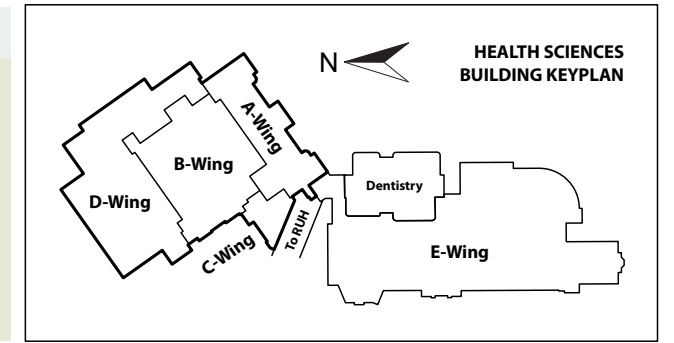 HEALTH SCIENCES
BUILDING KEYPLAN
N
A-Wing
B-Wing
D-Wing
C-Wing
To RUH
Dentistry
E-Wing